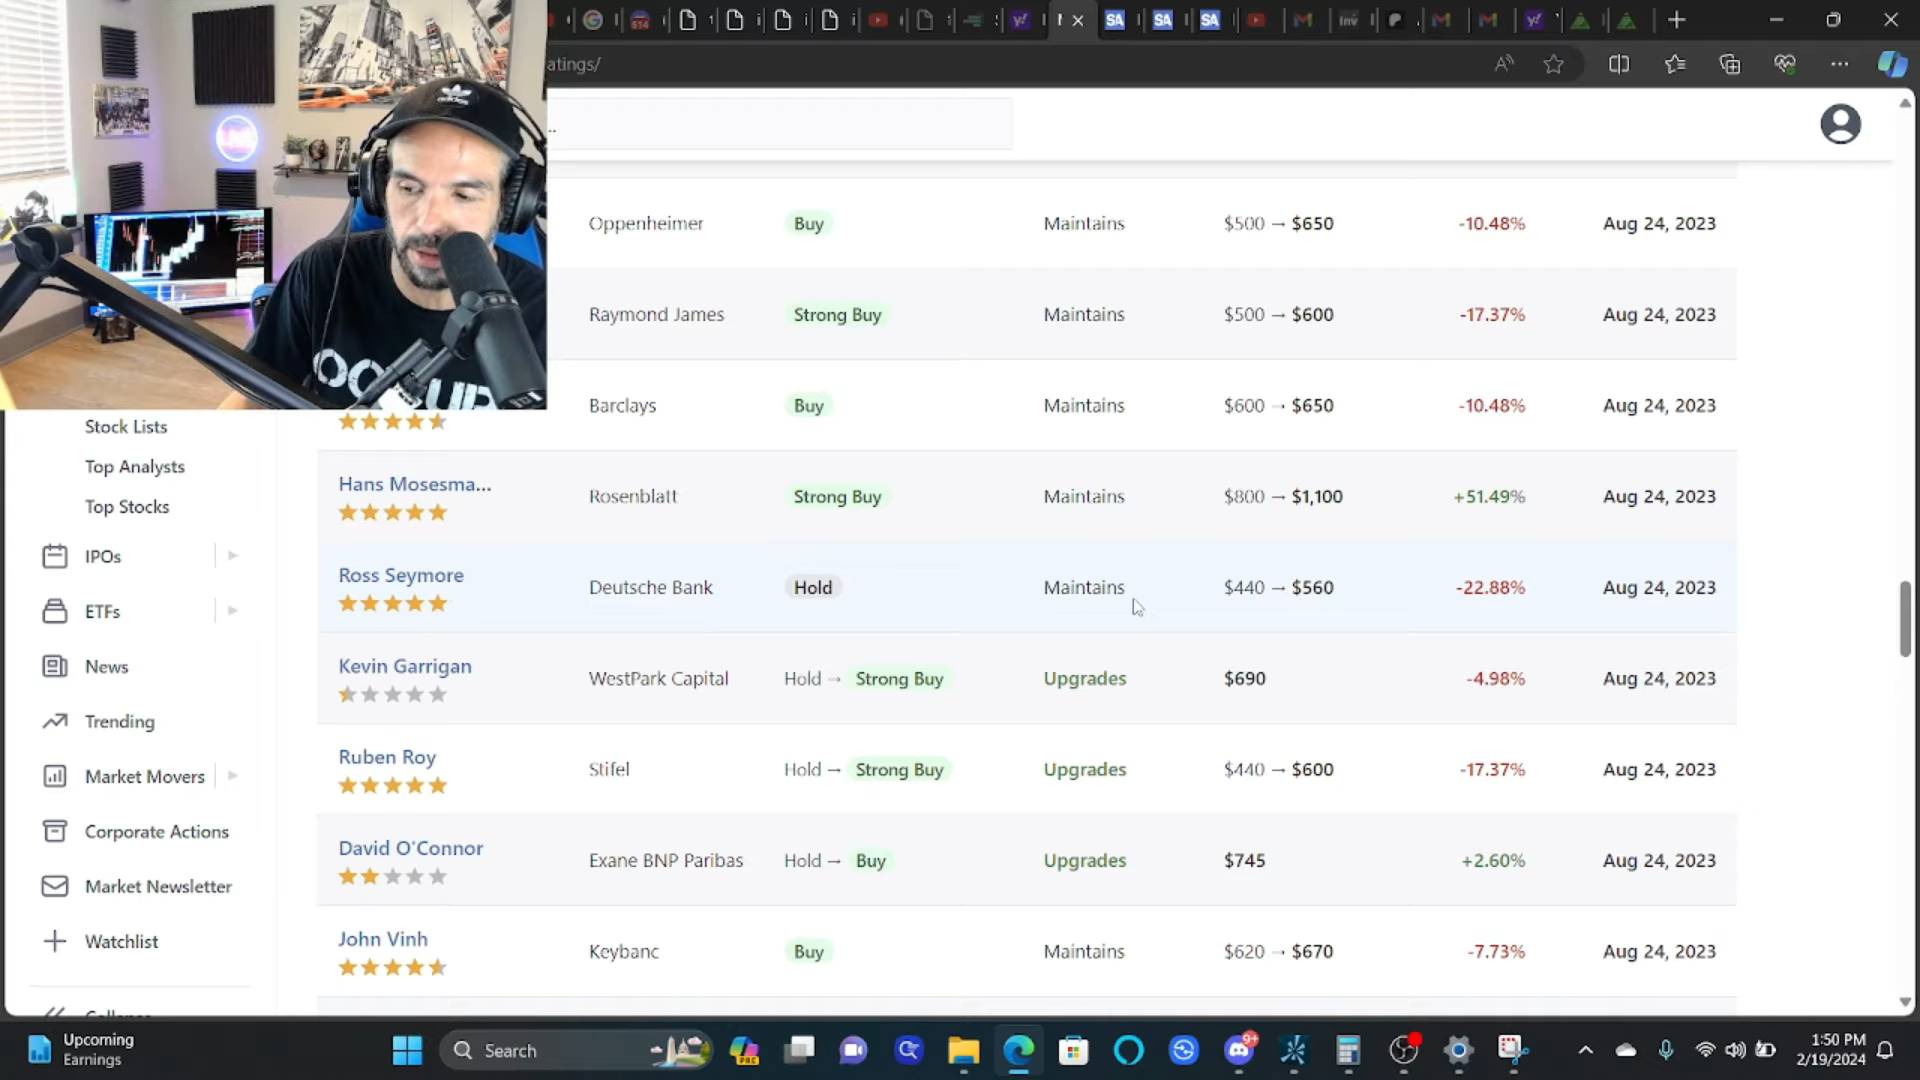 atings/
..
Oppenheimer Buy Maintains $500 → $650 -10.48% Aug 24, 2023
Raymond James Strong Buy Maintains $500 → $600 -17.37% Aug 24, 2023
Barclays Buy Maintains $600 → $650 -10.48% Aug 24, 2023
Stock Lists
Top Analysts
Top Stocks
IPOs
ETFs
News
Trending
Market Movers
Corporate Actions
Market Newsletter
Watchlist
Hans Mosesma... Rosenblatt Strong Buy Maintains $800 → $1,100 +51.49% Aug 24, 2023
Ross Seymore Deutsche Bank Hold Maintains $440 → $560 -22.88% Aug 24, 2023
Kevin Garrigan WestPark Capital Hold → Strong Buy Upgrades $690 -4.98% Aug 24, 2023
Ruben Roy Stifel Hold → Strong Buy Upgrades $440 → $600 -17.37% Aug 24, 2023
David O'Connor Exane BNP Paribas Hold → Buy Upgrades $745 +2.60% Aug 24, 2023
John Vinh Keybanc Buy Maintains $620 → $670 -7.73% Aug 24, 2023
Upcoming
Earnings
Search
9+
1:50 PM
2/19/2024
SA SA SA
inv
adidas